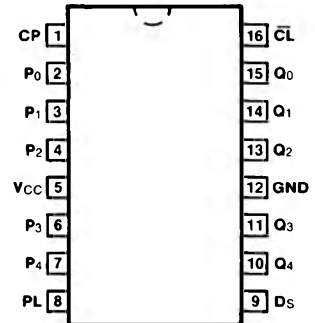 CP 1 16 C̅L̅
P0 2 15 Q0
P1 3 14 Q1
P2 4 13 Q2
VCC 5 12 GND
P3 6 11 Q3
P4 7 10 Q4
PL 8 9 DS